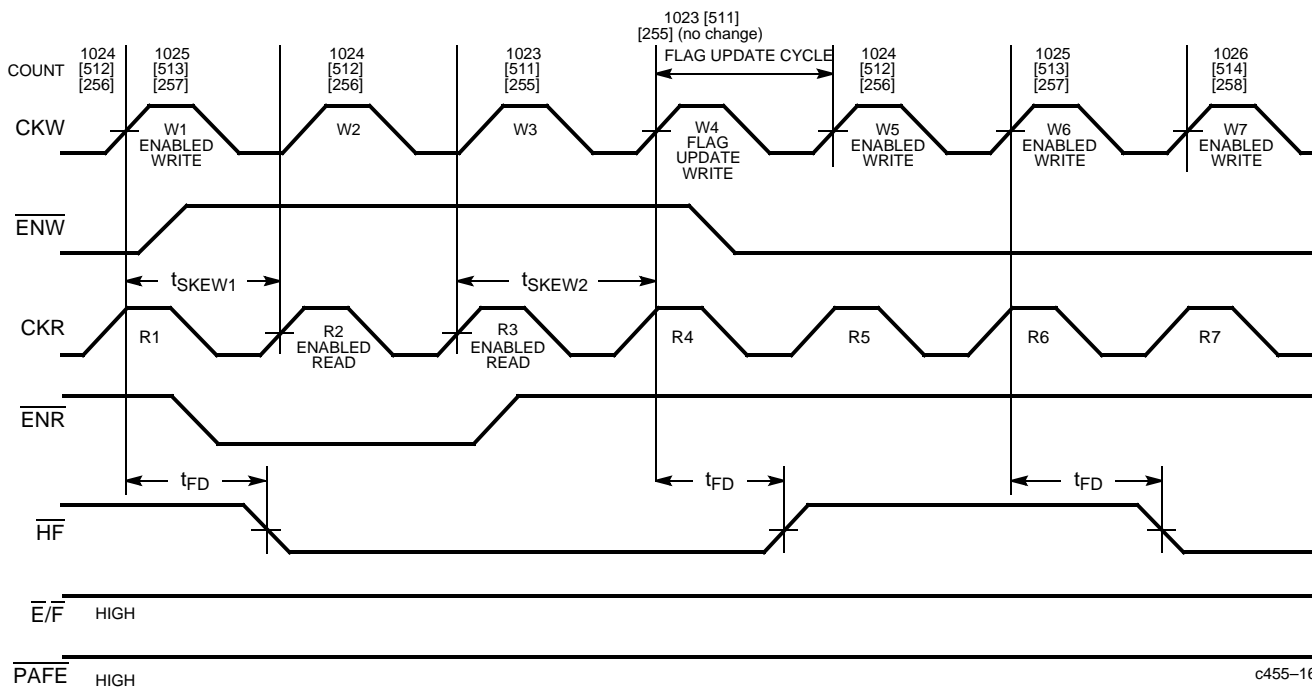 1023 [511]
[255] (no change)
FLAG UPDATE CYCLE
COUNT
1024
[512]
[256]
1025
[513]
[257]
1024
[512]
[256]
1023
[511]
[255]
1024
[512]
[256]
1025
[513]
[257]
1026
[514]
[258]
CKW
W1
ENABLED
WRITE
W2
W3
W4
FLAG
UPDATE
WRITE
W5
ENABLED
WRITE
W6
ENABLED
WRITE
W7
ENABLED
WRITE
ENW
tSKEW1
tSKEW2
CKR
R1
R2
ENABLED
READ
R3
ENABLED
READ
R4
R5
R6
R7
ENR
tFD
tFD
tFD
HF
E/F
HIGH
PAFE
HIGH
c455–16